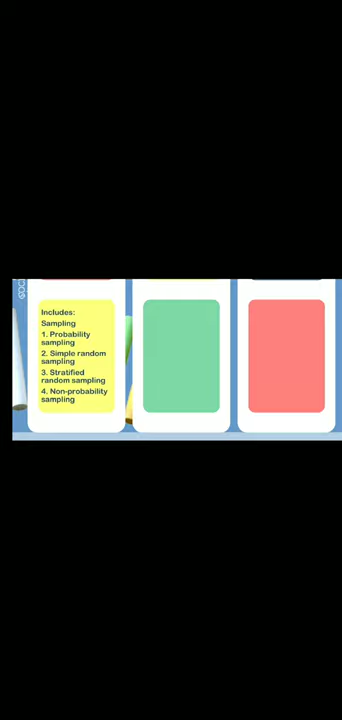 Includes:
Sampling
1. Probability
sampling
2. Simple random
sampling
3. Stratified
random sampling
4. Non-probability
sampling